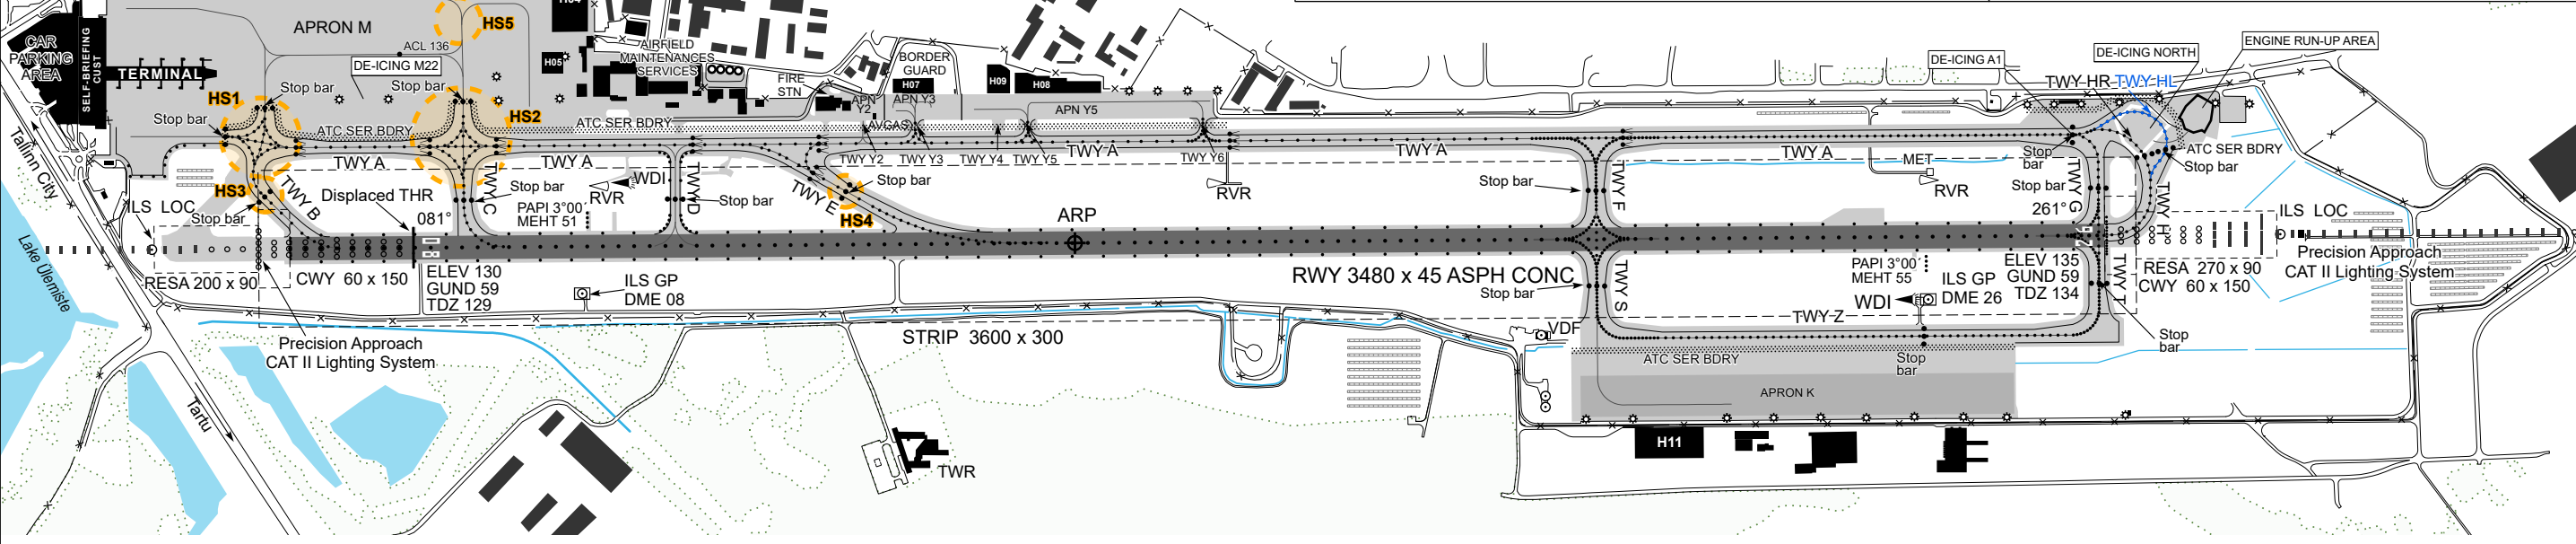 H04
APRON M
HS5
CAR
PARKING
AREA
SELF-BRIEFING
CUST
TERMINAL
ACL 136
DE-ICING M22
H05
AIRFIELD
MAINTENANCES
SERVICES
FIRE
STN
BORDER
GUARD
H07
H09
H08
APN
Y2
APN Y3
APN Y5
AVGAS
DE-ICING A1
DE-ICING NORTH
ENGINE RUN-UP AREA
TWY HR
TWY HL
HS1
Stop bar
Stop bar
HS2
Stop bar
ATC SER BDRY
ATC SER BDRY
TWY A
TWY A
TWY Y2
TWY Y3
TWY Y4
TWY Y5
TWY A
TWY Y6
TWY A
TWY A
MET
Stop
bar
ATC SER BDRY
Stop bar
Tallinn City
HS3
TWY B
Displaced THR
TWY C
Stop bar
WDI
RVR
TWY D
Stop bar
TWY E
Stop bar
HS4
RVR
Stop bar
TWY F
RVR
Stop bar
TWY G
TWY H
ILS LOC
Stop bar
081°
PAPI 3°00´
MEHT 51
ARP
261°
ILS LOC
Lake Ülemiste
08
26
RESA 200 x 90
CWY 60 x 150
ELEV 130
GUND 59
TDZ 129
ILS GP
DME 08
RWY 3480 x 45 ASPH CONC
Stop bar
TWY S
PAPI 3°00´
MEHT 55
WDI
ILS GP
DME 26
ELEV 135
GUND 59
TDZ 134
TWY T
RESA 270 x 90
CWY 60 x 150
Precision Approach
CAT II Lighting System
TWY Z
Precision Approach
CAT II Lighting System
STRIP 3600 x 300
VDF
ATC SER BDRY
Stop
bar
Stop
bar
APRON K
Tartu
TWR
H11